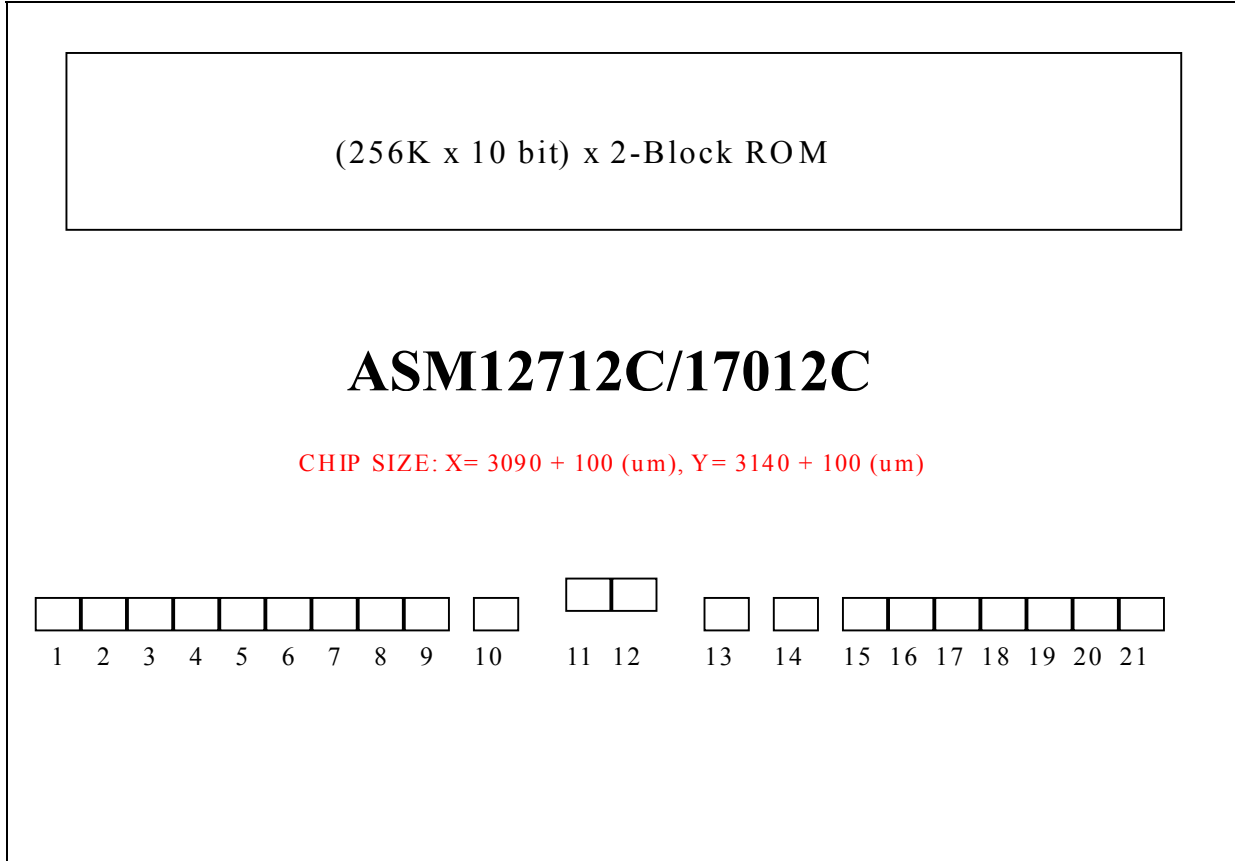 (256K x 10 bit) x 2-Block ROM
ASM12712C/17012C
CHIP SIZE: X= 3090 + 100 (um), Y= 3140 + 100 (um)
1 2 3 4 5 6 7 8 9 10 11 12 13 14 15 16 17 18 19 20 21